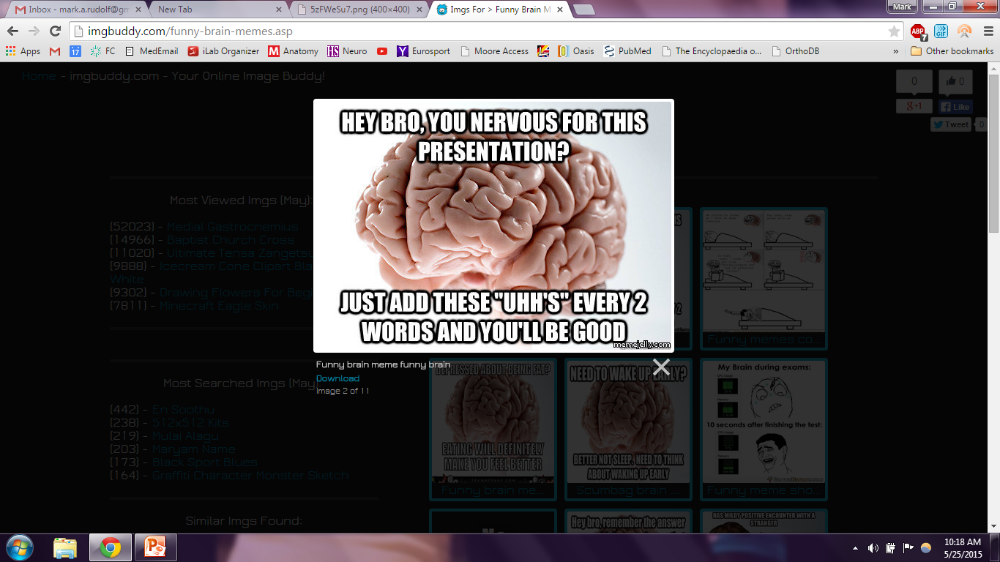 Inbox - mark.a.rudolf@gm
New Tab
5zFWeSu7.png (400×400)
Imgs For > Funny Brain M
Mark
imgbuddy.com/funny-brain-memes.asp
ABP
7
GIF
Apps
17
FC
MedEmail
iLab Organizer
M Anatomy
HS Neuro
Y Eurosport
Moore Access
Oasis
PubMed
The Encyclopaedia o...
OrthoDB
»
Other bookmarks
Home - imgbuddy.com - Your Online Image Buddy!
0
0
g+1
Like
Tweet
0
HEY BRO, YOU NERVOUS FOR THIS
PRESENTATION?
JUST ADD THESE "UHH'S" EVERY 2
WORDS AND YOU'LL BE GOOD
memejelly.com
Funny brain meme funny brain
Download
Image 2 of 11
Most Viewed Imgs (May):
(52023) - Medial Gastrocnemius
(14966) - Baptist Church Cross
(11020) - Ultimate Tensa Zangetsu
(9888) - Icecream Cone Clipart Bla
White
(9302) - Drawing Flowers For Begi
(7811) - Minecraft Eagle Skin
Most Searched Imgs (May
(442) - En Soothu
(238) - 512x512 Kits
(219) - Mulai Alagu
(203) - Maryam Name
(173) - Black Sport Blues
(164) - Graffiti Character Monster Sketch
Similar Imgs Found:
Funny memes co...
DEPRESSED ABOUT BEING FAT?
EATING WILL DEFINITELY
MAKE YOU FEEL BETTER
Funny brain me...
NEED TO WAKE UP EARLY?
BETTER NOT SLEEP. NEED TO THINK
ABOUT WAKING UP EARLY
Scumbag brain
My Brain during exams:
10 seconds after finishing the test:
Funny meme sho...
No
Hey bro, remember the answer
HAS MILDY POSITIVE ENCOUNTER WITH A
STRANGER
10:18 AM
5/25/2015